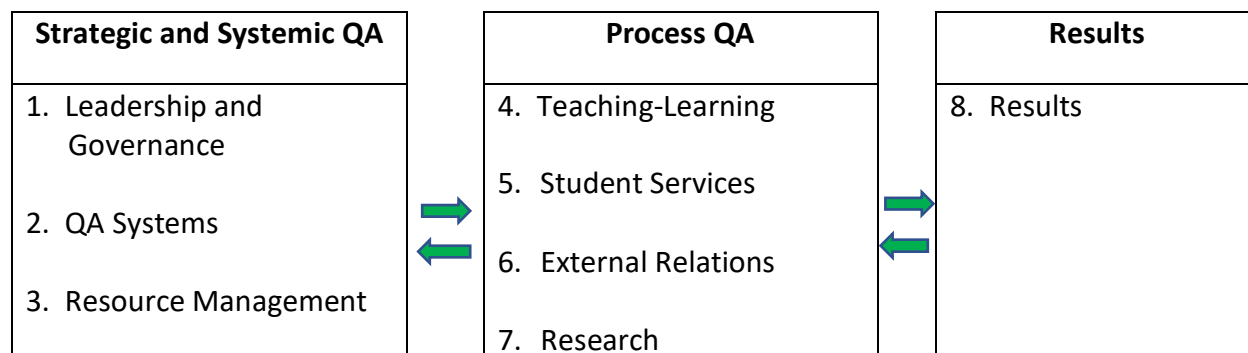 Strategic and Systemic QA
1. Leadership and
Governance
2. QA Systems
3. Resource Management
Process QA
4. Teaching-Learning
5. Student Services
6. External Relations
7. Research
Results
8. Results